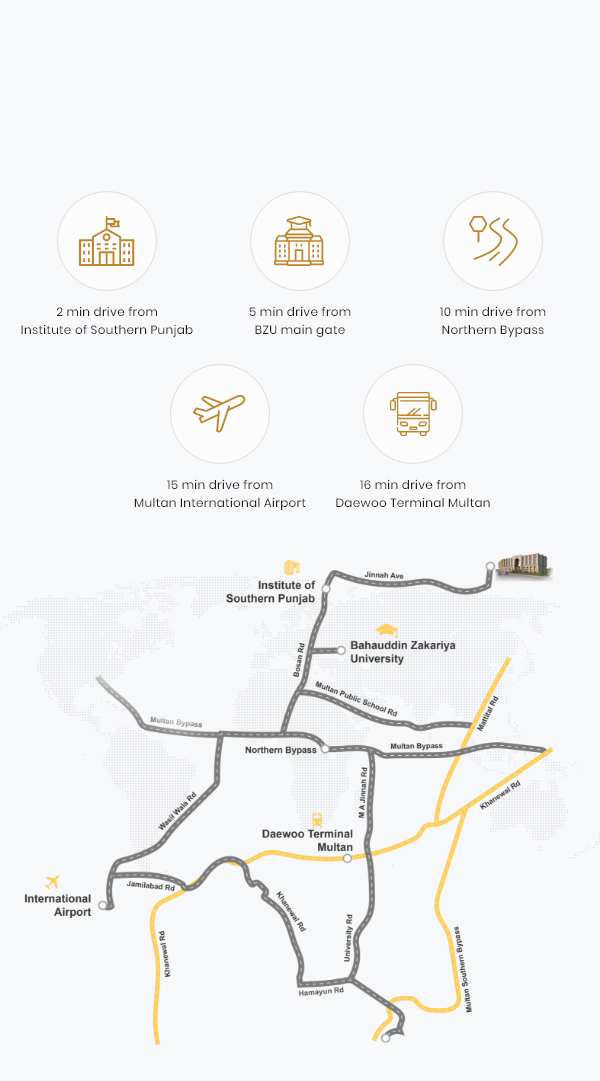 2 min drive from
Institute of Southern Punjab
5 min drive from
BZU main gate
10 min drive from
Northern Bypass
15 min drive from
Multan International Airport
16 min drive from
Daewoo Terminal Multan
Jinnah Ave
Institute of
Southern Punjab
Bosan Rd
Bahauddin Zakariya
University
Multan Public School Rd
Mattital Rd
Multan Bypass
Northern Bypass
Multan Bypass
Khanewal Rd
M A Jinnah Rd
Wasil Wala Rd
Daewoo Terminal
Multan
Jamilabad Rd
International
Airport
Khanewal Rd
Khanewal Rd
University Rd
Multan Southern Bypass
Hamayun Rd